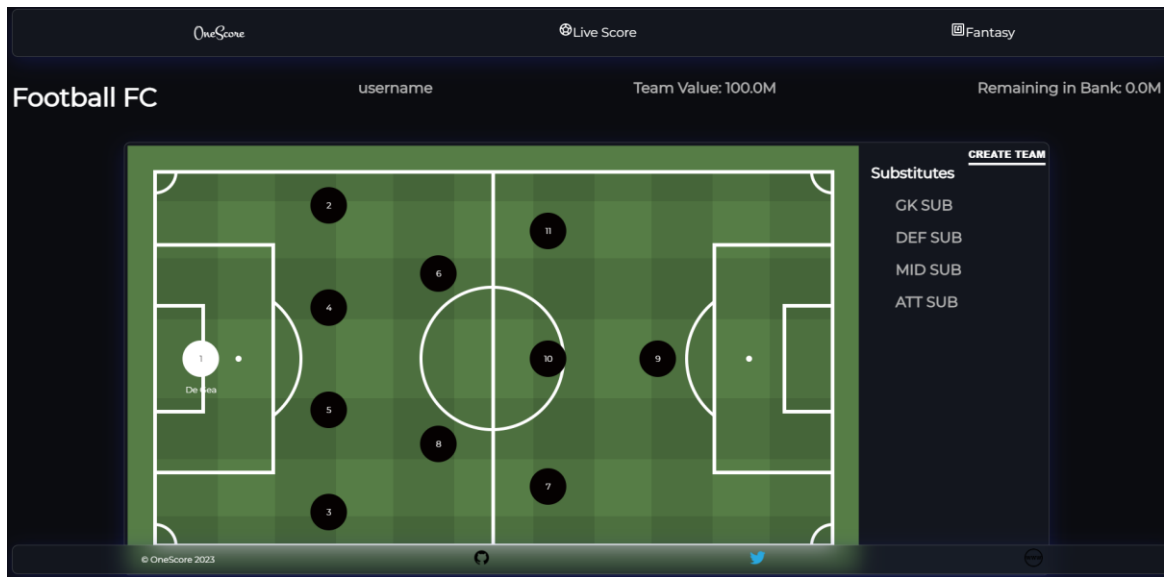 OneScore
Live Score
Fantasy
Football FC
username
Team Value: 100.0M
Remaining in Bank: 0.0M
CREATE TEAM
Substitutes
GK SUB
DEF SUB
MID SUB
ATT SUB
2
11
6
4
1
10
9
De Gea
5
8
7
3
© OneScore 2023